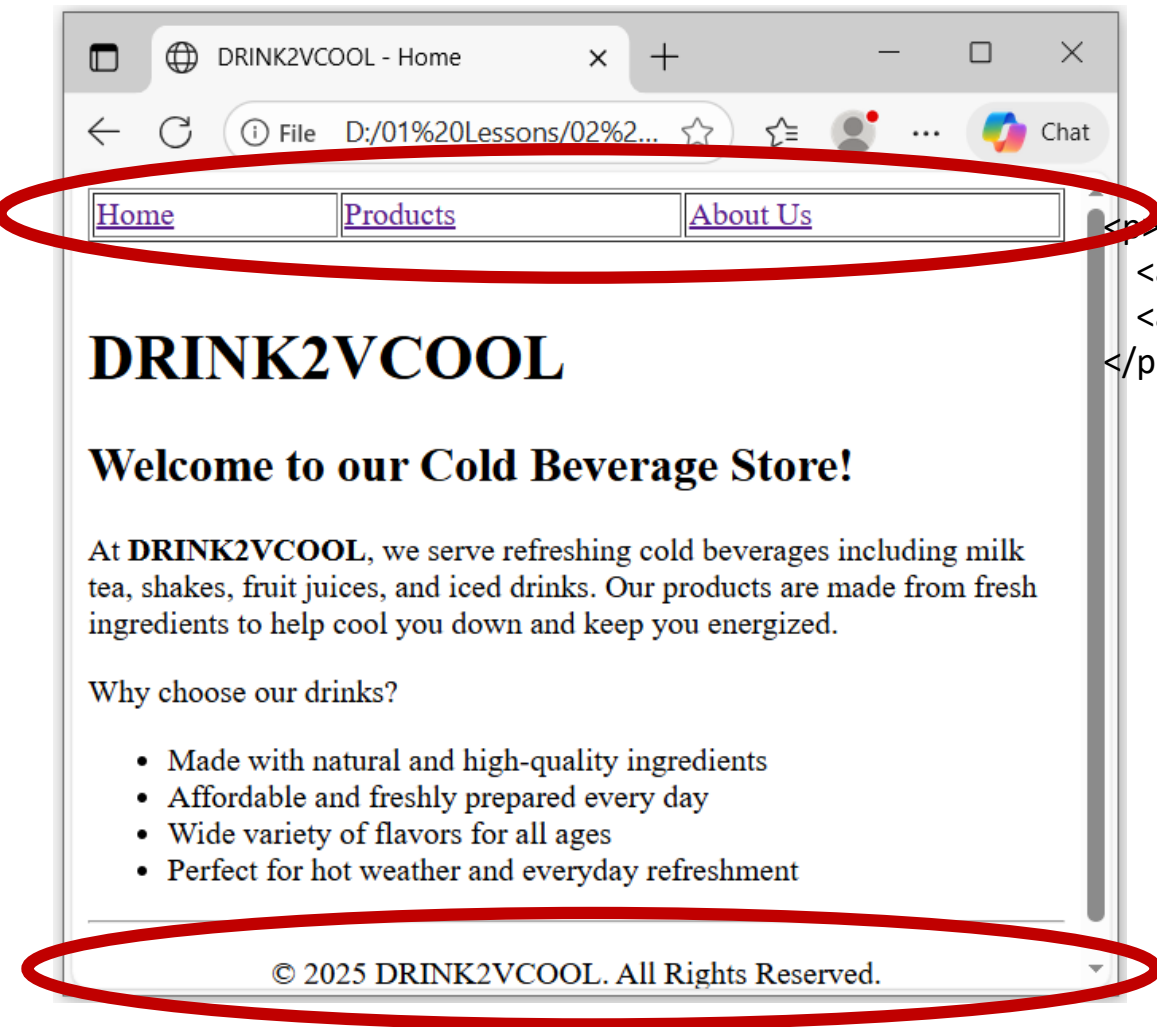 DRINK2VCOOL - Home
File D:/01%20Lessons/02%2...
Chat
Home Products About Us
<p>
<a
<a
</p
DRINK2VCOOL
Welcome to our Cold Beverage Store!
At DRINK2VCOOL, we serve refreshing cold beverages including milk
tea, shakes, fruit juices, and iced drinks. Our products are made from fresh
ingredients to help cool you down and keep you energized.
Why choose our drinks?
• Made with natural and high-quality ingredients
• Affordable and freshly prepared every day
• Wide variety of flavors for all ages
• Perfect for hot weather and everyday refreshment
© 2025 DRINK2VCOOL. All Rights Reserved.